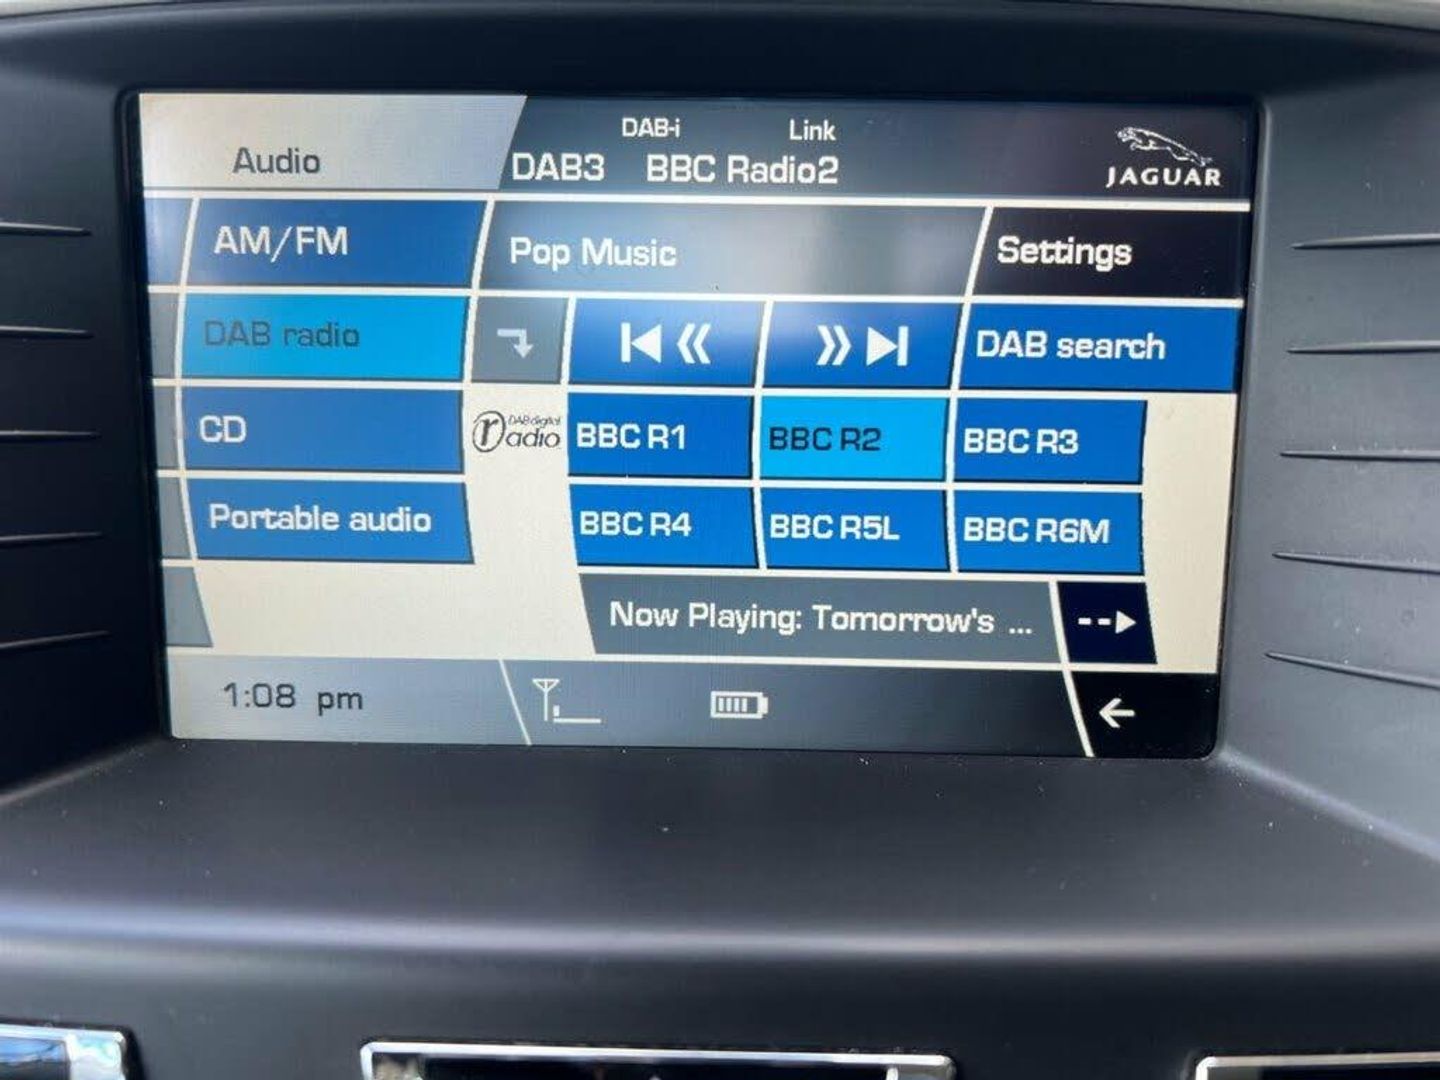 Audio
DAB-i Link
DAB3 BBC Radio2
JAGUAR
AM/FM
Pop Music
Settings
DAB radio
DAB search
CD
DAB digital
radio
BBC R1
BBC R2
BBC R3
Portable audio
BBC R4
BBC R5L
BBC R6M
Now Playing: Tomorrow's ...
1:08 pm